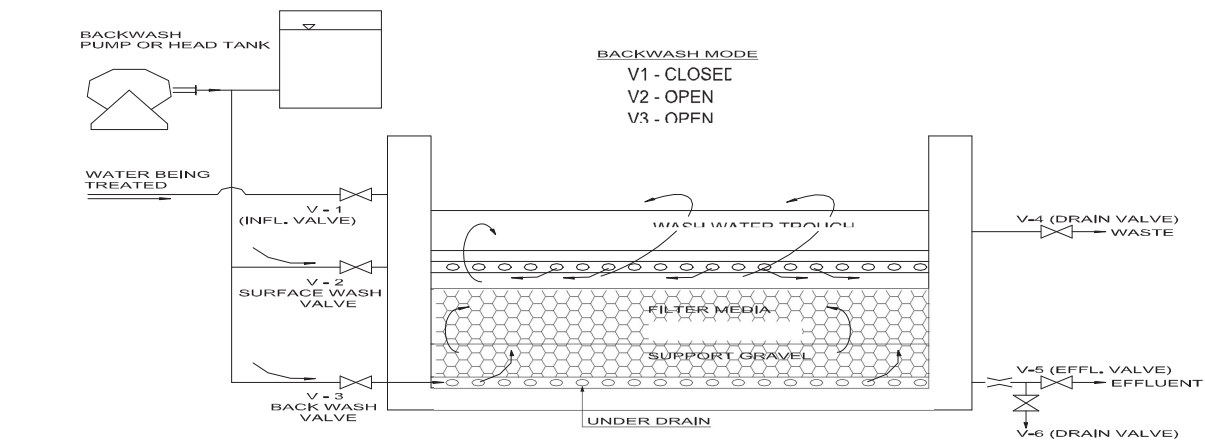 BACKWASH
PUMP OR HEAD TANK
BACKWASH MODE
V1 - CLOSED
V2 - OPEN
V3 - OPEN
WATER BEING
TREATED
V - 1
(INFL. VALVE)
WASH WATER TROUGH
V-4 (DRAIN VALVE)
WASTE
V - 2
SURFACE WASH
VALVE
FILTER MEDIA
SUPPORT GRAVEL
V - 3
BACK WASH
VALVE
UNDER DRAIN
V-5 (EFFL. VALVE)
EFFLUENT
V-6 (DRAIN VALVE)